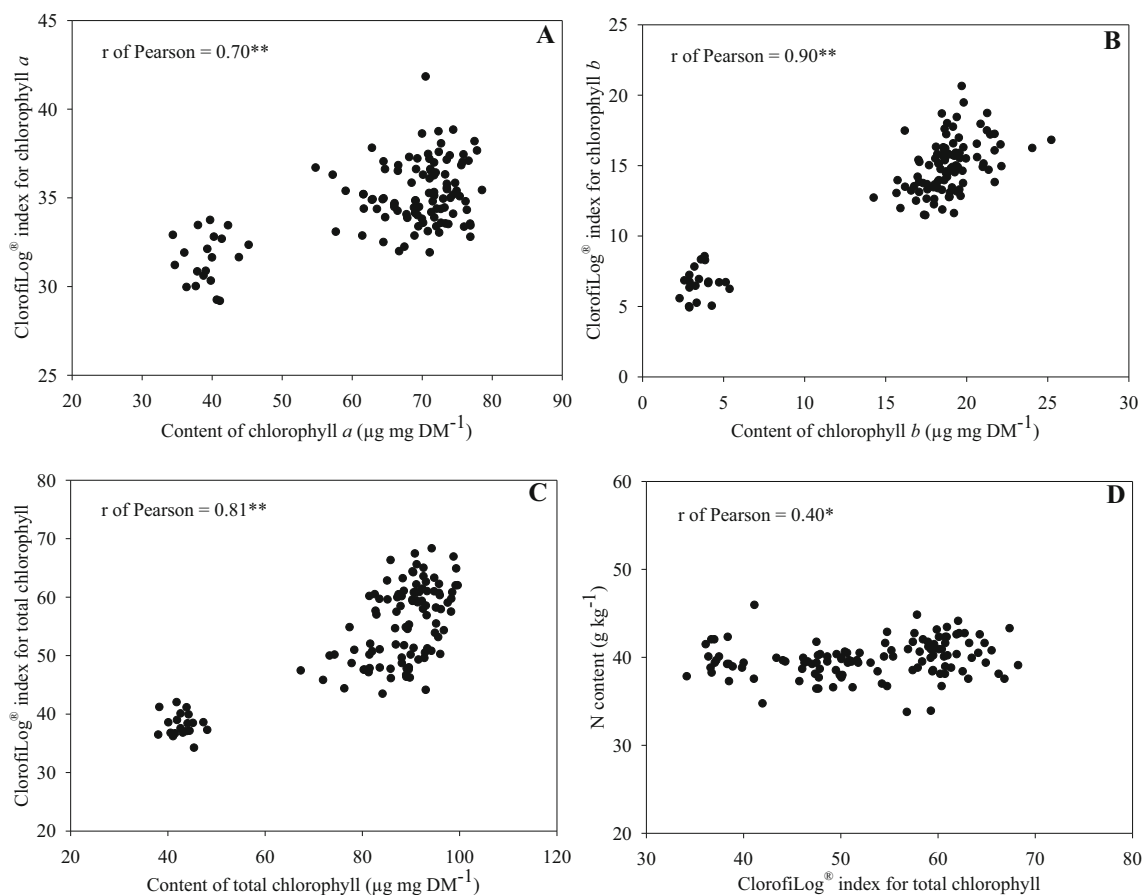 A
r of Pearson = 0.70**
ClorofiLog® index for chlorophyll a
45
40
35
30
25
20 30 40 50 60 70 80 90
Content of chlorophyll a (µg mg DM⁻¹)
B
r of Pearson = 0.90**
ClorofiLog® index for chlorophyll b
25
20
15
10
5
0
0 5 10 15 20 25 30
Content of chlorophyll b (µg mg DM⁻¹)
C
r of Pearson = 0.81**
ClorofiLog® index for total chlorophyll
80
70
60
50
40
30
20
20 40 60 80 100 120
Content of total chlorophyll (µg mg DM⁻¹)
D
r of Pearson = 0.40*
N content (g kg⁻¹)
60
50
40
30
20
30 40 50 60 70 80
ClorofiLog® index for total chlorophyll